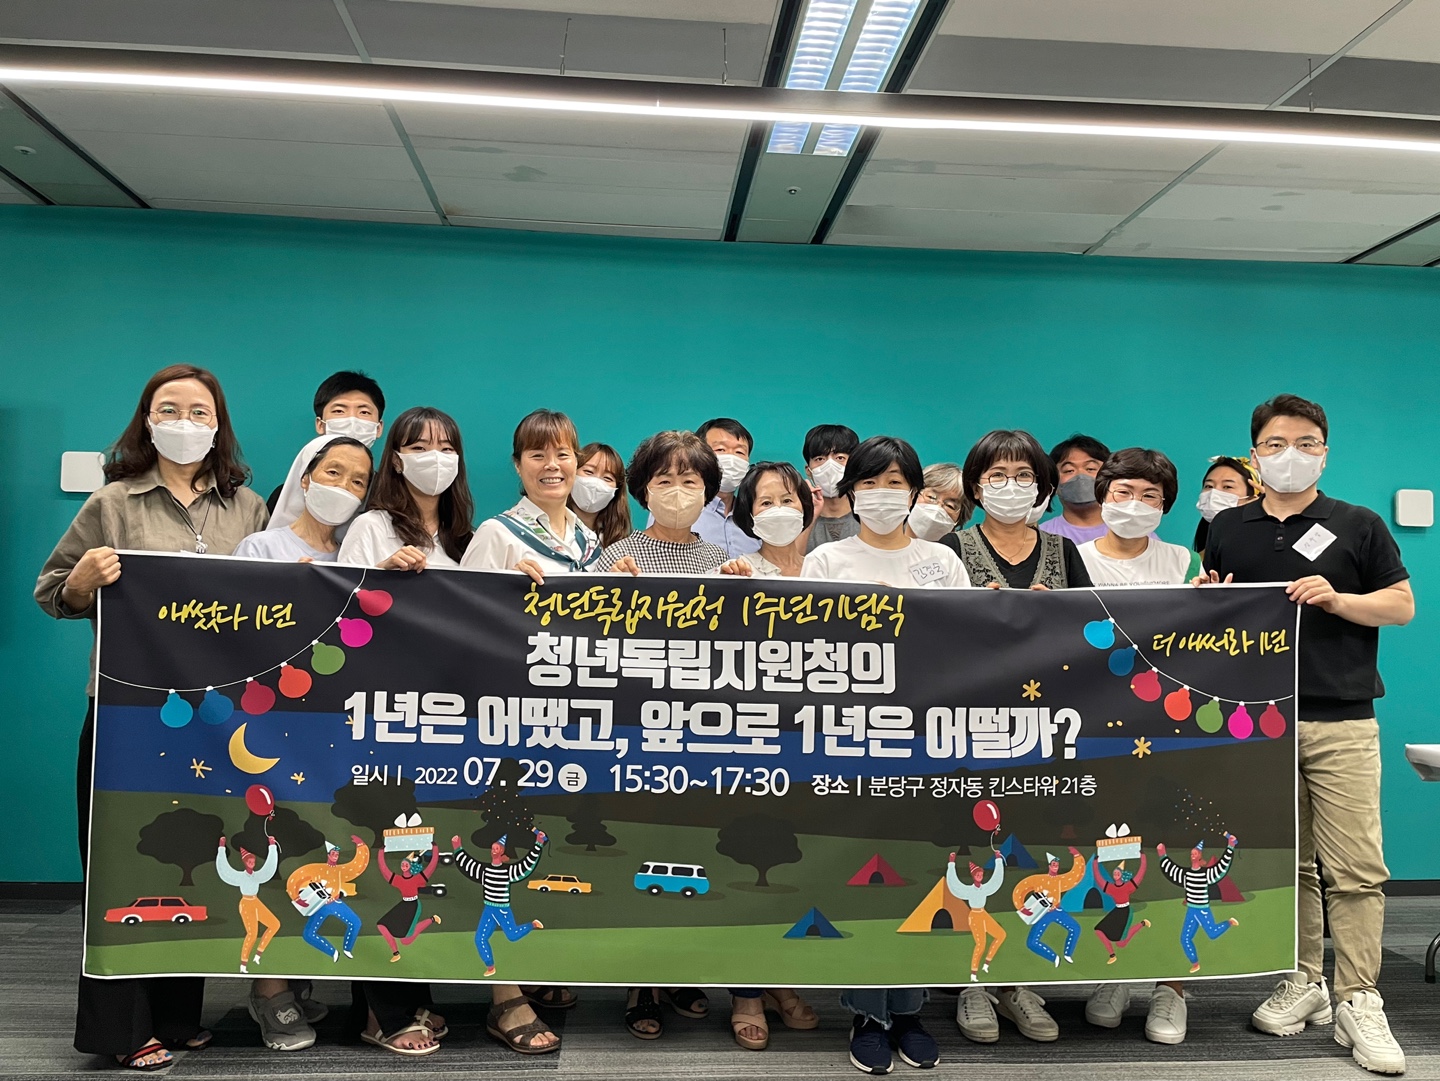 애썼다 1년
청년독립지원청 1주년 기념식
더 애써라 1년
청년독립지원청의
1년은 어땠고, 앞으로 1년은 어떨까?
일시 | 2022 07. 29 금 15:30~17:30 장소 | 분당구 정자동 킨스타워 21층